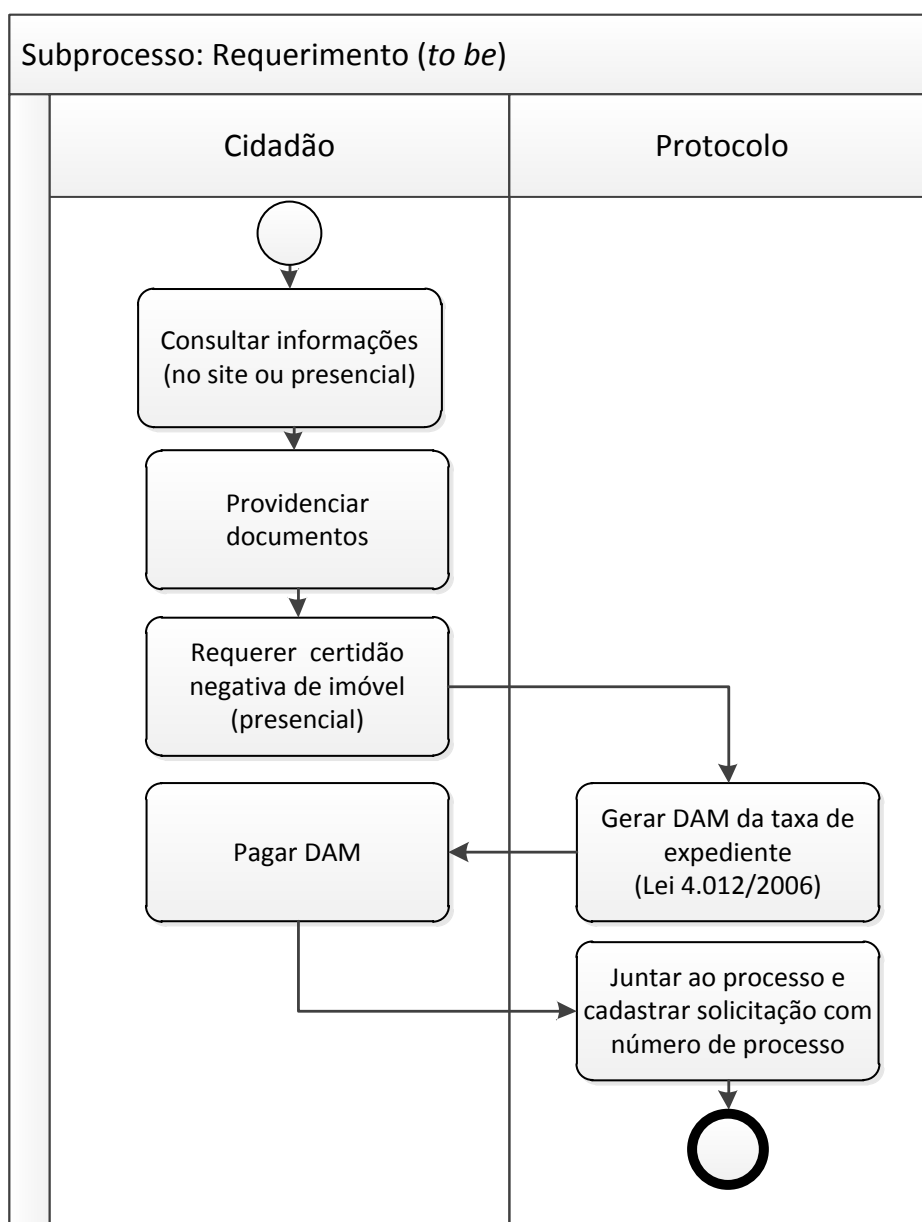 Subprocesso: Requerimento (to be)
Cidadão
Protocolo
Consultar informações
(no site ou presencial)
Providenciar
documentos
Requerer certidão
negativa de imóvel
(presencial)
Gerar DAM da taxa de
expediente
(Lei 4.012/2006)
Pagar DAM
Juntar ao processo e
cadastrar solicitação com
número de processo